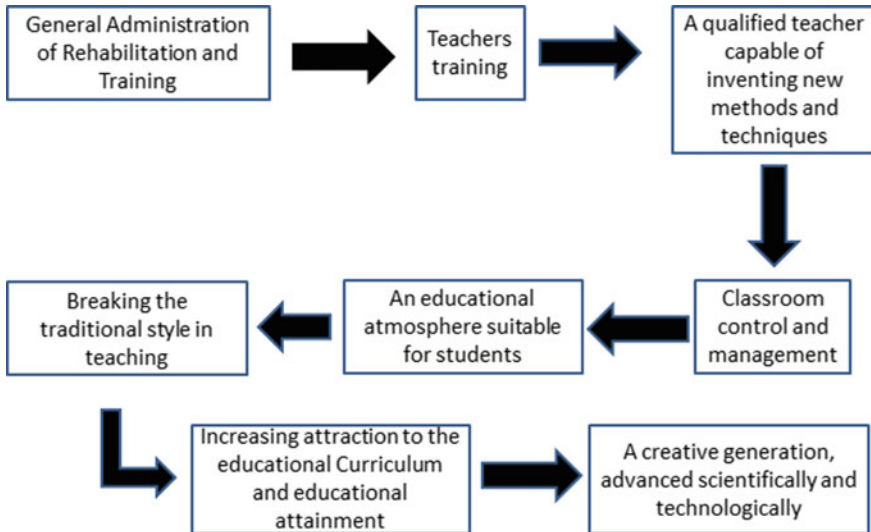 General Administration
of Rehabilitation and
Training
Teachers
training
A qualified teacher
capable of
inventing new
methods and
techniques
Classroom
control and
management
An educational
atmosphere suitable
for students
Breaking the
traditional style in
teaching
Increasing attraction to the
educational Curriculum
and educational
attainment
A creative generation,
advanced scientifically and
technologically